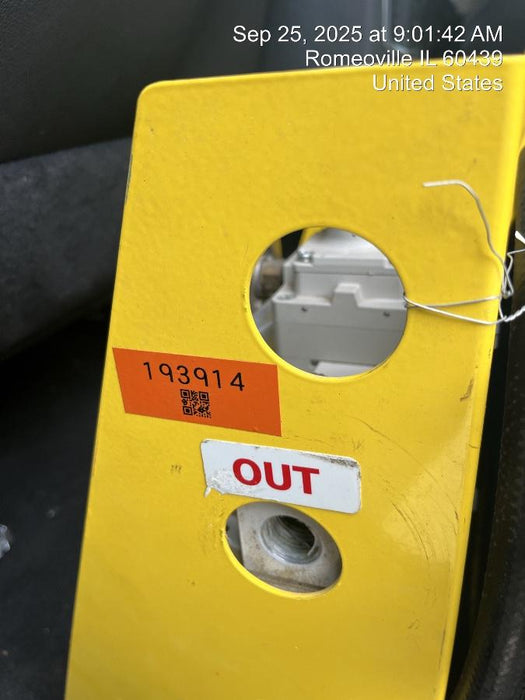 Sep 25, 2025 at 9:01:42 AM
Romeoville IL 60439
United States
193914
OUT